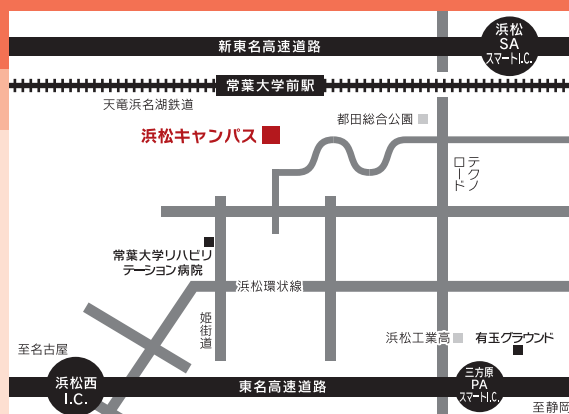 新東名高速道路
浜松
SA
スマートI.C.
常葉大学前駅
天竜浜名湖鉄道
都田総合公園
浜松キャンパス
テクノ
ロード
常葉大学リハビリ
テーション病院
浜松環状線
姫街道
浜松工業高
有玉グラウンド
至名古屋
浜松西
I.C.
東名高速道路
三方原
PA
スマートI.C.
至静岡